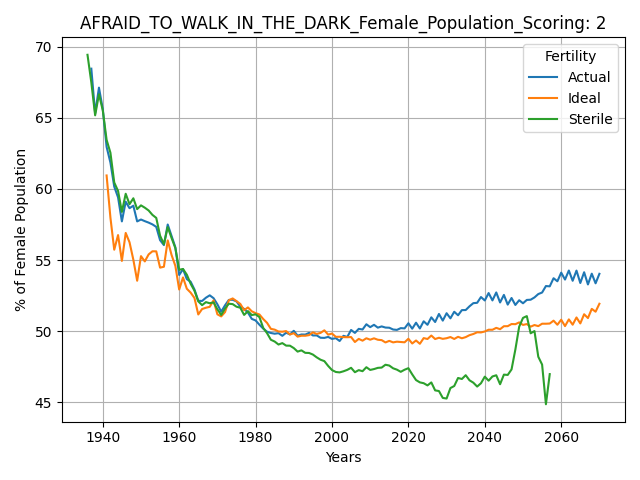 AFRAID_TO_WALK_IN_THE_DARK_Female_Population_Scoring: 2
Fertility
Actual
Ideal
Sterile
% of Female Population
70
65
60
55
50
45
1940
1960
1980
2000
2020
2040
2060
Years